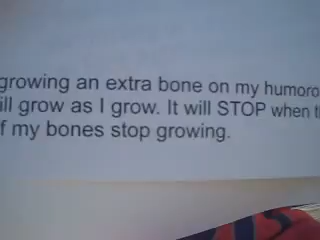 growing an extra bone on my humoro
ill grow as I grow. It will STOP when t
f my bones stop growing.